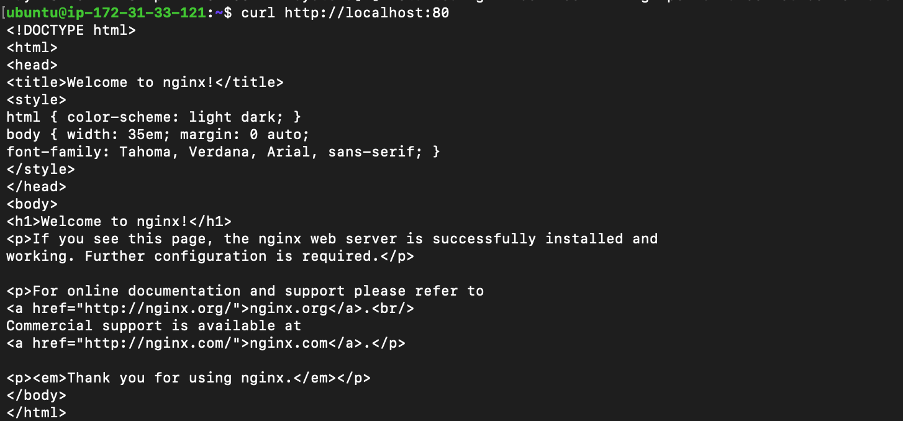 [ubuntu@ip-172-31-33-121:~$ curl http://localhost:80
<!DOCTYPE html>
<html>
<head>
<title>Welcome to nginx!</title>
<style>
html { color-scheme: light dark; }
body { width: 35em; margin: 0 auto;
font-family: Tahoma, Verdana, Arial, sans-serif; }
</style>
</head>
<body>
<h1>Welcome to nginx!</h1>
<p>If you see this page, the nginx web server is successfully installed and
working. Further configuration is required.</p>

<p>For online documentation and support please refer to
<a href="http://nginx.org/">nginx.org</a>.<br/>
Commercial support is available at
<a href="http://nginx.com/">nginx.com</a>.</p>

<p><em>Thank you for using nginx.</em></p>
</body>
</html>